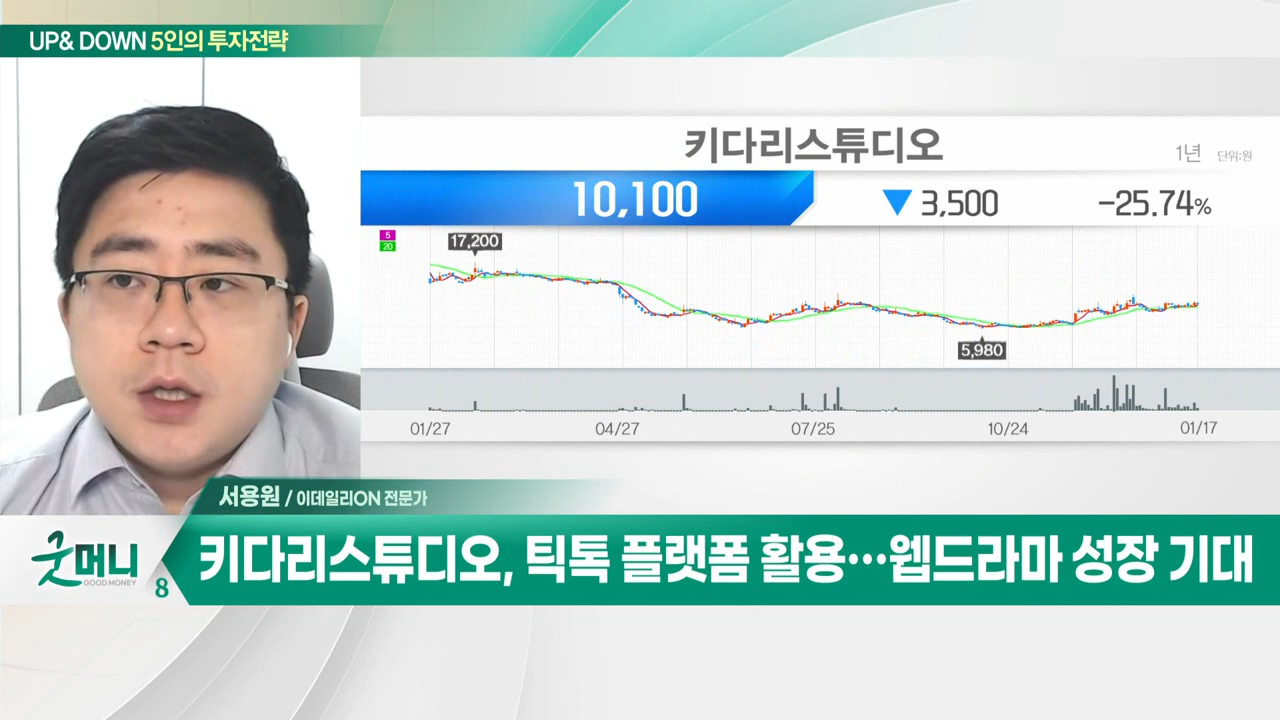 UP& DOWN 5인의 투자전략
키다리스튜디오
1년 단위:원
10,100 ▼ 3,500 -25.74%
5
20
17,200
5,980
01/27 04/27 07/25 10/24 01/17
서용원 / 이데일리ON 전문가
굿머니
GOOD MONEY
8
키다리스튜디오, 틱톡 플랫폼 활용…웹드라마 성장 기대